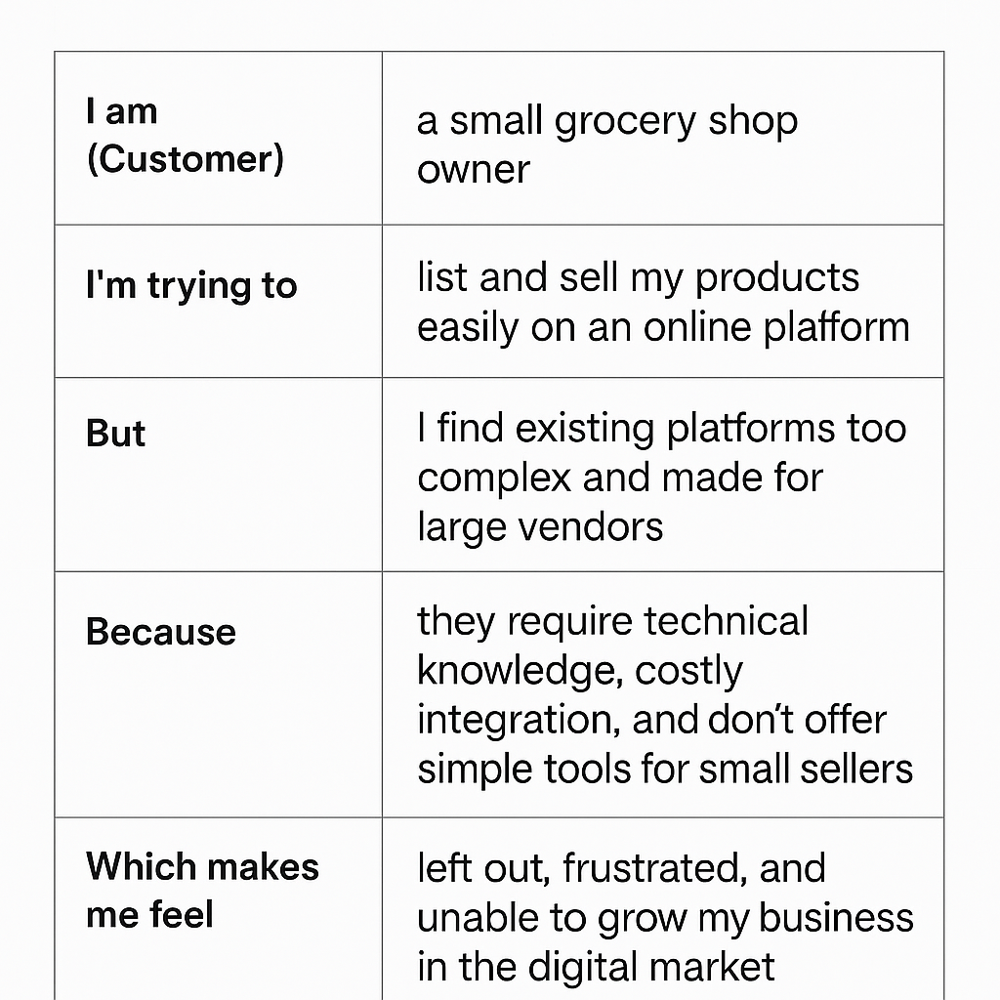 I am
(Customer)
a small grocery shop
owner
I'm trying to
list and sell my products
easily on an online plafform
But
I find existing platforms too
complex and made for
large vendors
Because
they require technical
knowledge, costly
integration, and don't offer
simple tools for small sellers
Which makes
me feel
left out, frustrated, and
unable to grow my business
in the digital market